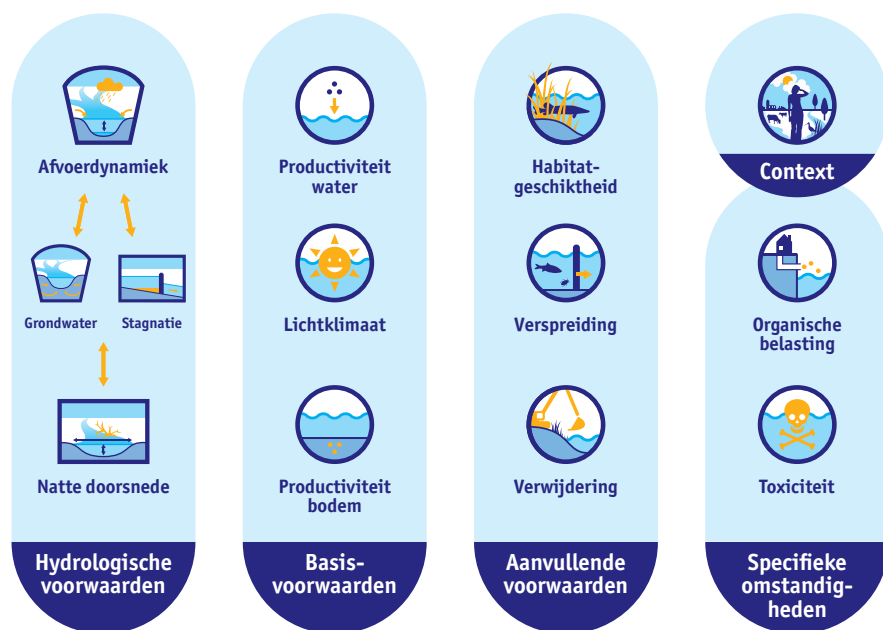 Afvoerdynamiek
Grondwater
Stagnatie
Natte doorsnede
Hydrologische
voorwaarden
Productiviteit
water
Lichtklimaat
Productiviteit
bodem
Basis-
voorwaarden
Habitat-
geschiktheid
Verspreiding
Verwijdering
Aanvullende
voorwaarden
Context
Organische
belasting
Toxiciteit
Specifieke
omstandig-
heden